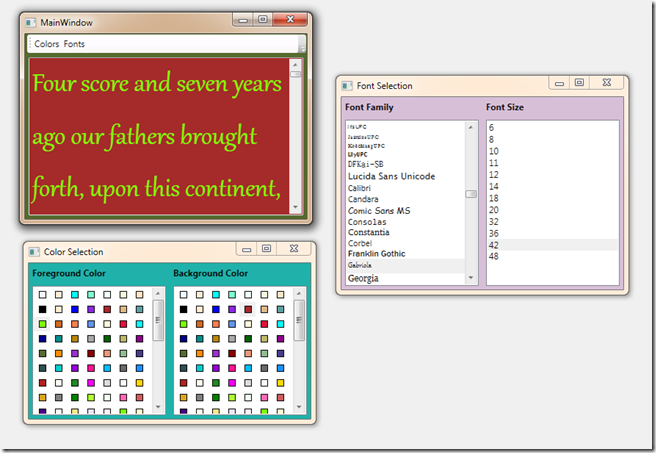 MainWindow
Colors Fonts
Four score and seven years
ago our fathers brought
forth, upon this continent,
Font Selection
Font Family
Font Size
IrisUPC
JasmineUPC
KodchiangUPC
LilyUPC
DFKai-SB
Lucida Sans Unicode
Calibri
Candara
Comic Sans MS
Consolas
Constantia
Corbel
Franklin Gothic
Gabriola
Georgia
6
8
10
11
12
14
18
20
32
36
42
48
Color Selection
Foreground Color
Background Color